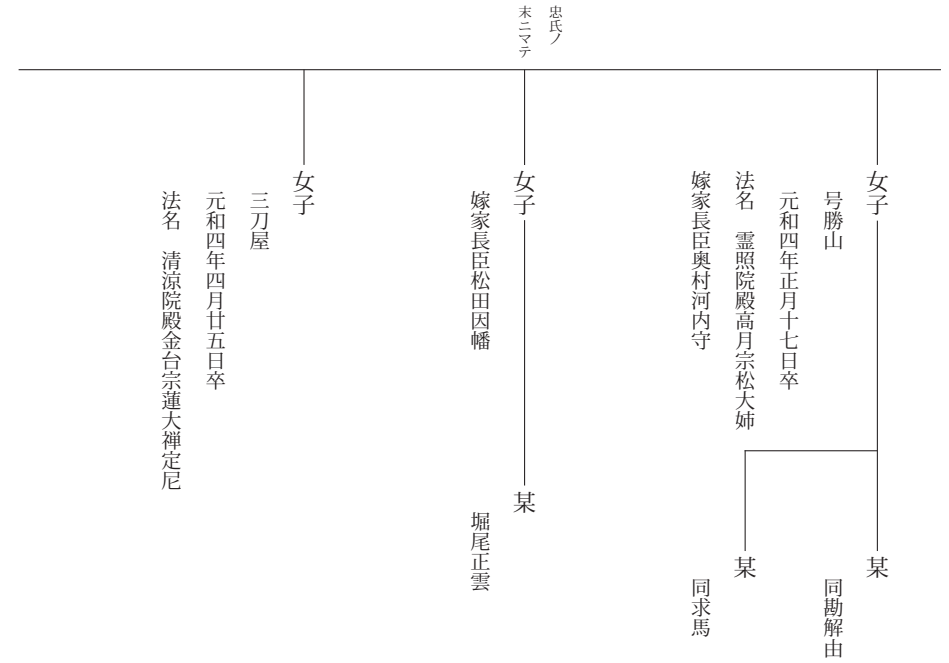 女子
号勝山
元和四年正月十七日卒
法名　霊照院殿高月宗松大姉
嫁家長臣奥村河内守
某
同勘解由
某
同求馬
忠氏ノ
末ニマテ
女子
嫁家長臣松田因幡
某
堀尾正雲
女子
三刀屋
元和四年四月廿五日卒
法名　清涼院殿金台宗蓮大禅定尼